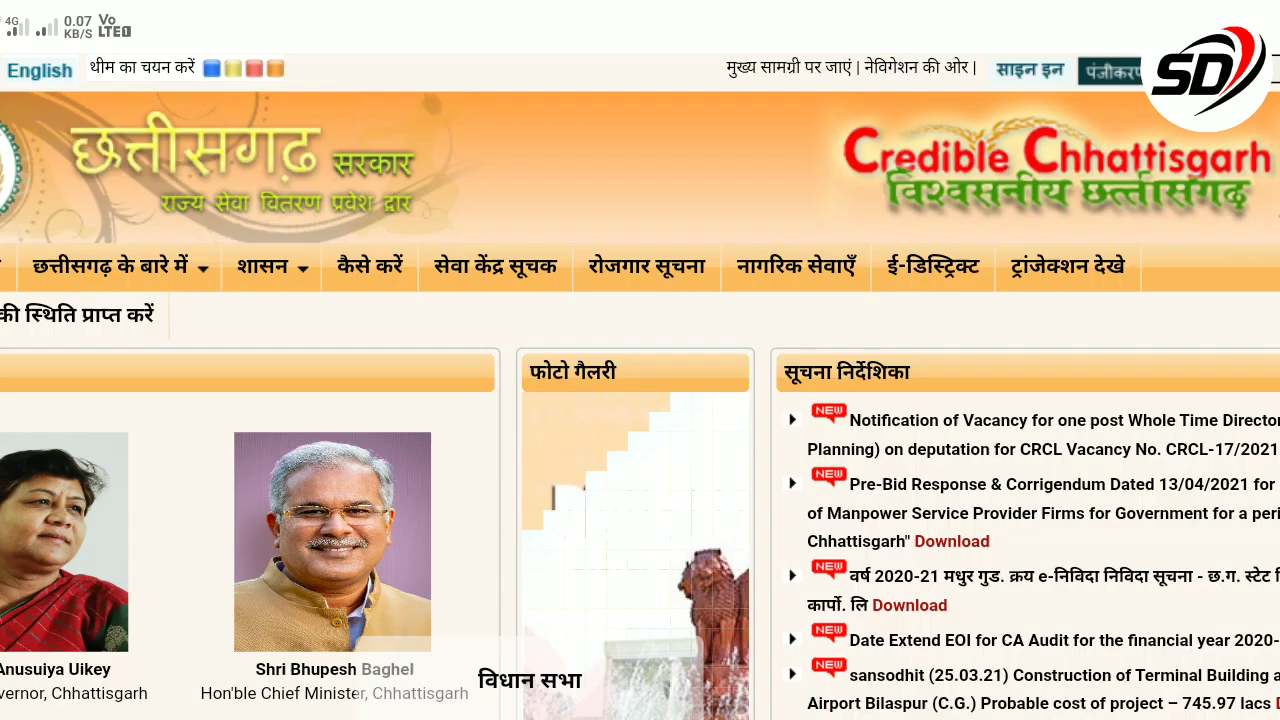 4G 0.07 KB/S Vo LTE
English थीम का चयन करें मुख्य सामग्री पर जाएं | नेविगेशन की ओर | साइन इन
SD
छत्तीसगढ़ सरकार
राज्य सेवा वितरण प्रवेश द्वार
Credible Chhattisgarh
विश्वसनीय छत्तीसगढ़
छत्तीसगढ़ के बारे में शासन कैसे करें सेवा केंद्र सूचक रोजगार सूचना नागरिक सेवाएँ ई-डिस्ट्रिक्ट ट्रांजेक्शन देखे
की स्थिति प्राप्त करें
फोटो गैलरी
सूचना निर्देशिका
NEW Notification of Vacancy for one post Whole Time Director
Planning) on deputation for CRCL Vacancy No. CRCL-17/2021
NEW Pre-Bid Response & Corrigendum Dated 13/04/2021 for
of Manpower Service Provider Firms for Government for a peri
Chhattisgarh" Download
NEW वर्ष 2020-21 मधुर गुड. क्रय e-निविदा निविदा सूचना - छ.ग. स्टेट
कार्पो. लि Download
NEW Date Extend EOI for CA Audit for the financial year 2020-
NEW sansodhit (25.03.21) Construction of Terminal Building a
Airport Bilaspur (C.G.) Probable cost of project – 745.97 lacs
Anusuiya Uikey
vernor, Chhattisgarh
Shri Bhupesh Baghel
Hon'ble Chief Minister, Chhattisgarh
विधान सभा